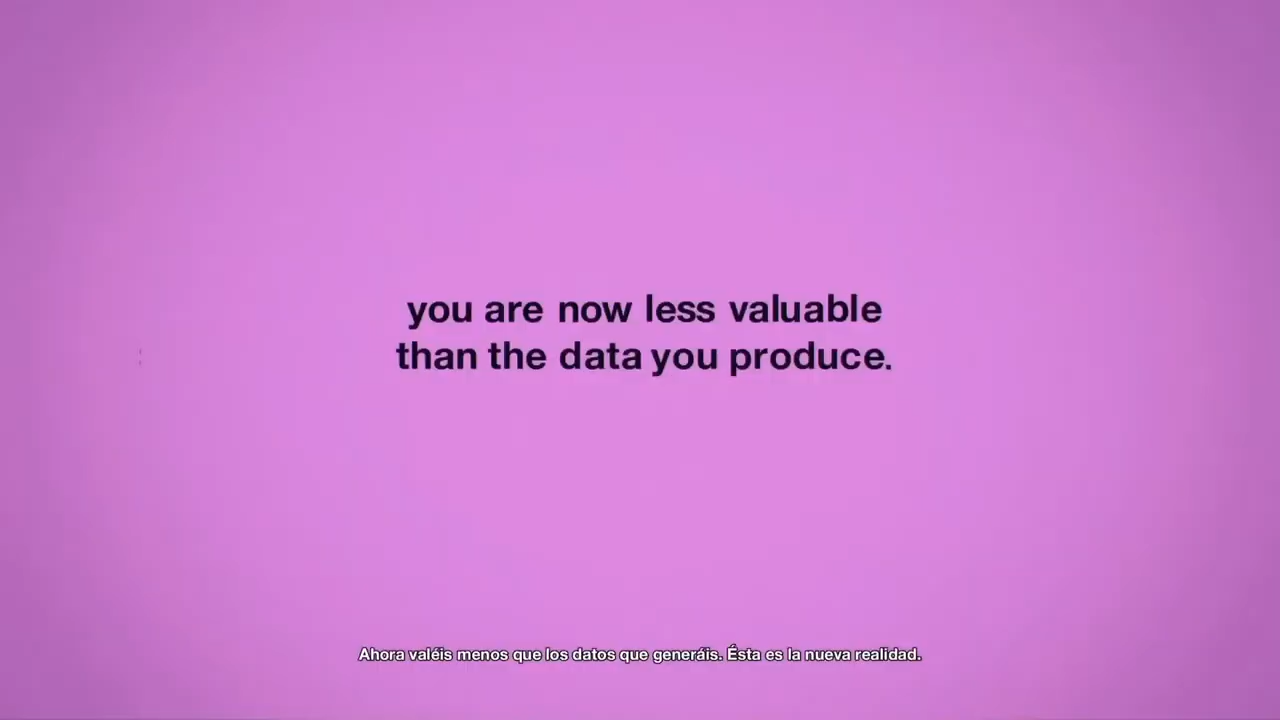 you are now less valuable
than the data you produce.
Ahora valéis menos que los datos que generáis. Ésta es la nueva realidad.